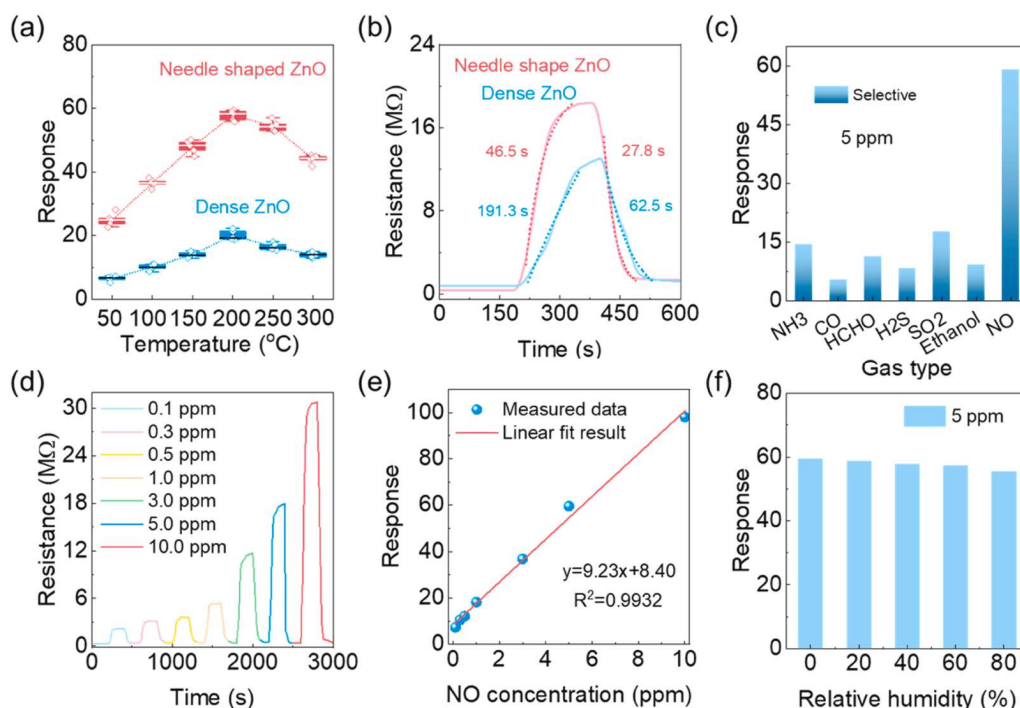 (a)
80
60
40
20
0
Response
Needle shaped ZnO
Dense ZnO
50 100 150 200 250 300
Temperature (°C)
(b)
24
18
12
6
0
Resistance (MΩ)
Needle shape ZnO
Dense ZnO
46.5 s
27.8 s
191.3 s
62.5 s
0 150 300 450 600
Time (s)
(c)
60
45
30
15
0
Response
Selective
5 ppm
NH3 CO HCHO H2S SO2 Ethanol NO
Gas type
(d)
30
24
18
12
6
0
Resistance (MΩ)
0.1 ppm
0.3 ppm
0.5 ppm
1.0 ppm
3.0 ppm
5.0 ppm
10.0 ppm
0 1000 2000 3000
Time (s)
(e)
100
80
60
40
20
0
Response
Measured data
Linear fit result
y=9.23x+8.40
R²=0.9932
0 2 4 6 8 10
NO concentration (ppm)
(f)
80
60
40
20
0
Response
5 ppm
0 20 40 60 80
Relative humidity (%)